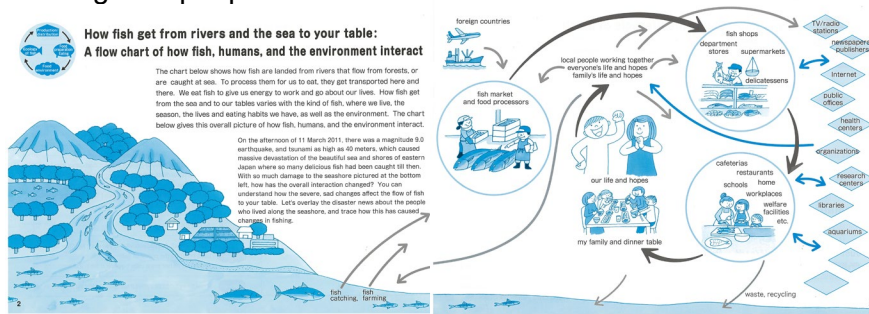 How fish get from rivers and the sea to your table:
A flow chart of how fish, humans, and the environment interact
The chart below shows how fish are landed from rivers that flow from forests, or
are caught at sea. To process them for us to eat, they get transported here and
there. We eat fish to give us energy to work and go about our lives. How fish get
from the sea and to our tables varies with the kind of fish, where we live, the
season, the lives and eating habits we have, as well as the environment. The chart
below gives this overall picture of how fish, humans, and the environment interact.
On the afternoon of 11 March 2011, there was a magnitude 9.0
earthquake, and tsunami as high as 40 meters, which caused
massive devastation of the beautiful sea and shores of eastern
Japan where so many delicious fish had been caught till then.
With so much damage to the seashore pictured at the bottom
left, how has the overall interaction changed? You can
understand how the severe, sad changes affect the flow of fish
to your table. Let's overlay the disaster news about the people
who lived along the seashore, and trace how this has caused
changes in fishing.
fish
catching,
fish
farming
2
foreign countries
fish market
and food processors
local people working together
everyone's life and hopes
family's life and hopes
our life and hopes
my family and dinner table
fish shops
department
stores
supermarkets
delicatessens
cafeterias
restaurants
schools
home
workplaces
welfare
facilities
etc.
waste, recycling
TV/radio
stations
newspapers
publishers
Internet
public
offices
health
centers
organizations
research
centers
libraries
aquariums